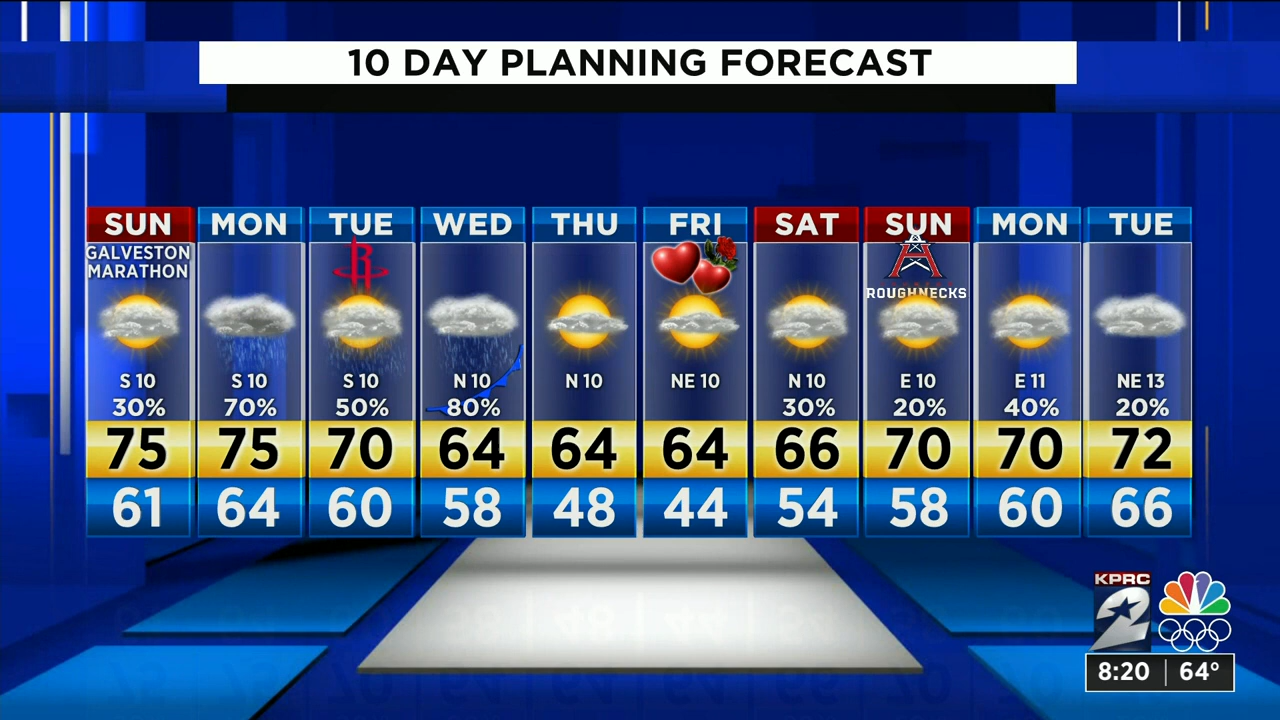 10 DAY PLANNING FORECAST
SUN MON TUE WED THU FRI SAT SUN MON TUE
GALVESTON
MARATHON
R
ROUGHNECKS
S 10 S 10 S 10 N 10 N 10 NE 10 N 10 E 10 E 11 NE 13
30% 70% 50% 80% 30% 20% 40% 20%
75 75 70 64 64 64 66 70 70 72
61 64 60 58 48 44 54 58 60 66
KPRC
2
8:20 64°